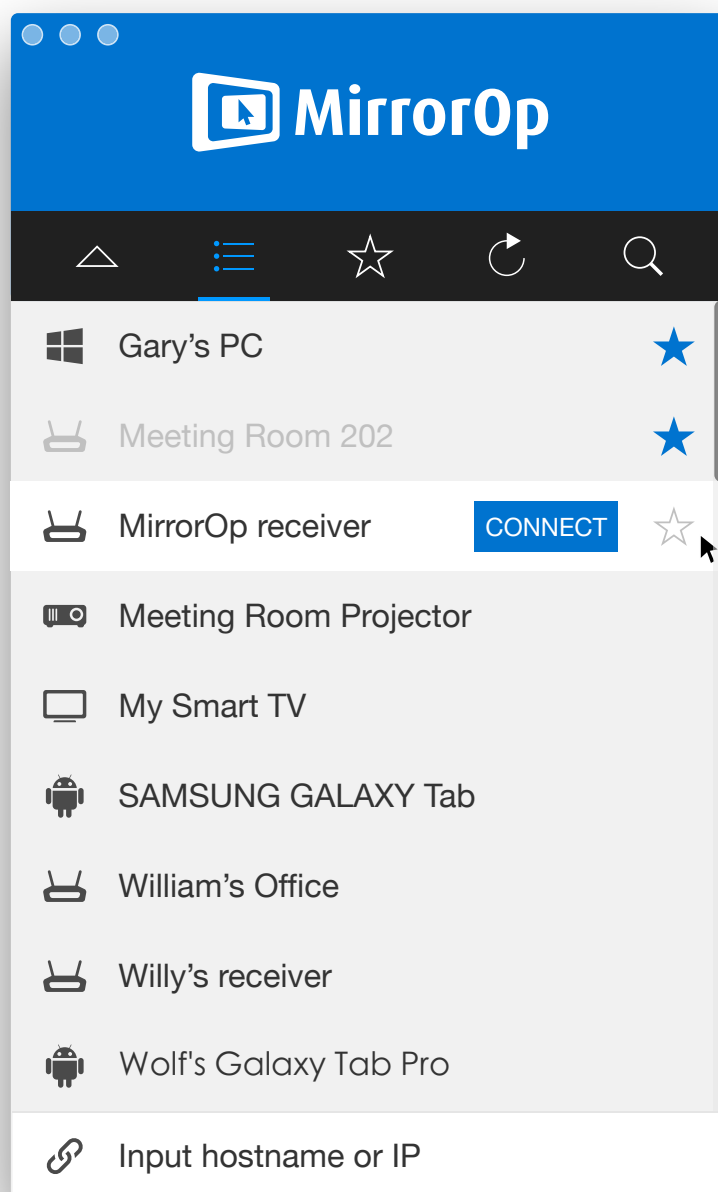 MirrorOp
Gary’s PC
Meeting Room 202
MirrorOp receiver
CONNECT
Meeting Room Projector
My Smart TV
SAMSUNG GALAXY Tab
William’s Office
Willy’s receiver
Wolf's Galaxy Tab Pro
Input hostname or IP